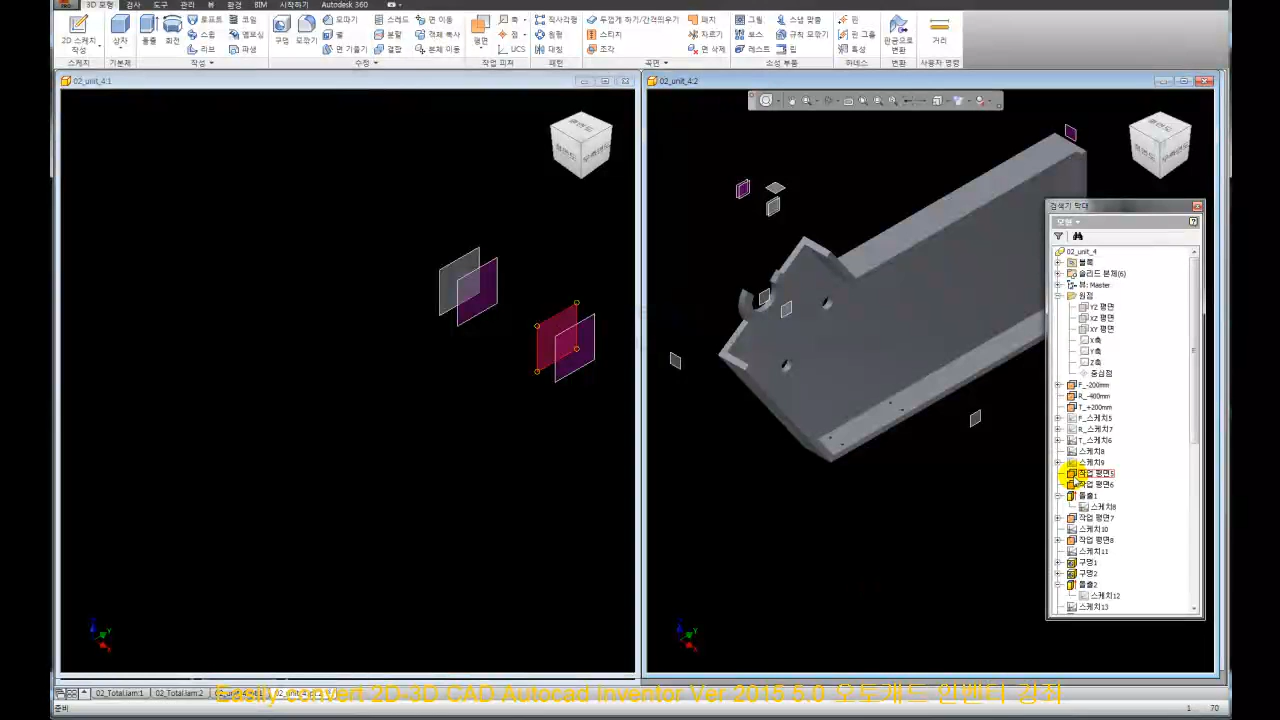 3D 모형 검사 도구 관리 뷰 환경 BIM 시작하기 Autodesk 360
2D 스케치 작성
스케치
상자
기본체
돌출 회전
로프트 스윕 리브
코일 엠보싱
작성
구멍 모깎기
모따기 쉘 면 기울기
스레드 분할 결합
면 이동 객체 복사 본체 이동
수정
평면 축 점 UCS
작업 피쳐
직사각형 원형 대칭
패턴
두껍게 하기/간격띄우기 스티치 조각
패치 자르기 면 삭제
곡면
그릴 보스 레스트
스냅 맞춤 규칙 모깎기 립
소성 부품
핀 핀 그룹 특성
하네스
판금으로 변환
변환
거리
사용자 명령
02_unit_4:1
02_unit_4:2
검색기 막대
모형
02_unit_4
블록
솔리드 본체(6)
뷰: Master
원점
YZ 평면
XZ 평면
XY 평면
X축
Y축
Z축
중심점
F_-200mm
R_-400mm
T_+200mm
F_스케치5
R_스케치7
T_스케치6
스케치8
스케치9
작업 평면5
작업 평면6
돌출1
스케치8
작업 평면7
스케치10
작업 평면8
스케치11
구멍1
구멍2
돌출2
스케치12
스케치13
02_Total.iam:1 02_Total.iam:2
Easily convert 2D-3D CAD Autocad Inventor Ver 2015 5.0 오토캐드 인벤터 강좌
준비 1 70